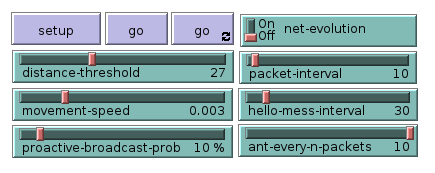 setup go go On Off net-evolution
distance-threshold 27 packet-interval 10
movement-speed 0.003 hello-mess-interval 30
proactive-broadcast-prob 10 % ant-every-n-packets 10